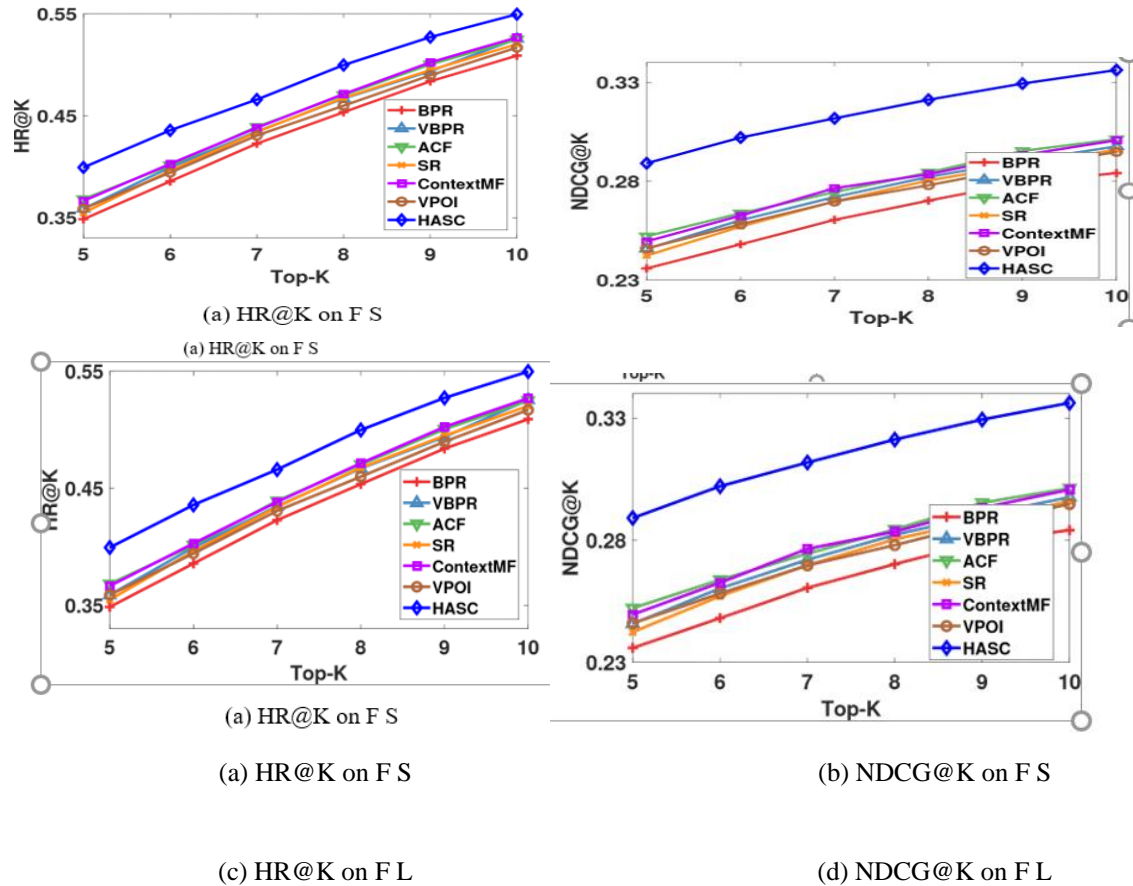 0.55
0.45
0.35
HR@K
BPR
VBPR
ACF
SR
ContextMF
VPOI
HASC
5 6 7 8 9 10
Top-K
(a) HR@K on F S
(a) HR@K on F S
0.33
0.28
0.23
NDCG@K
BPR
VBPR
ACF
SR
ContextMF
VPOI
HASC
5 6 7 8 9 10
Top-K
0.55
0.45
0.35
HR@K
BPR
VBPR
ACF
SR
ContextMF
VPOI
HASC
5 6 7 8 9 10
Top-K
(a) HR@K on F S
Top-K
0.33
0.28
0.23
NDCG@K
BPR
VBPR
ACF
SR
ContextMF
VPOI
HASC
5 6 7 8 9 10
Top-K
(a) HR@K on F S
(b) NDCG@K on F S
(c) HR@K on F L
(d) NDCG@K on F L